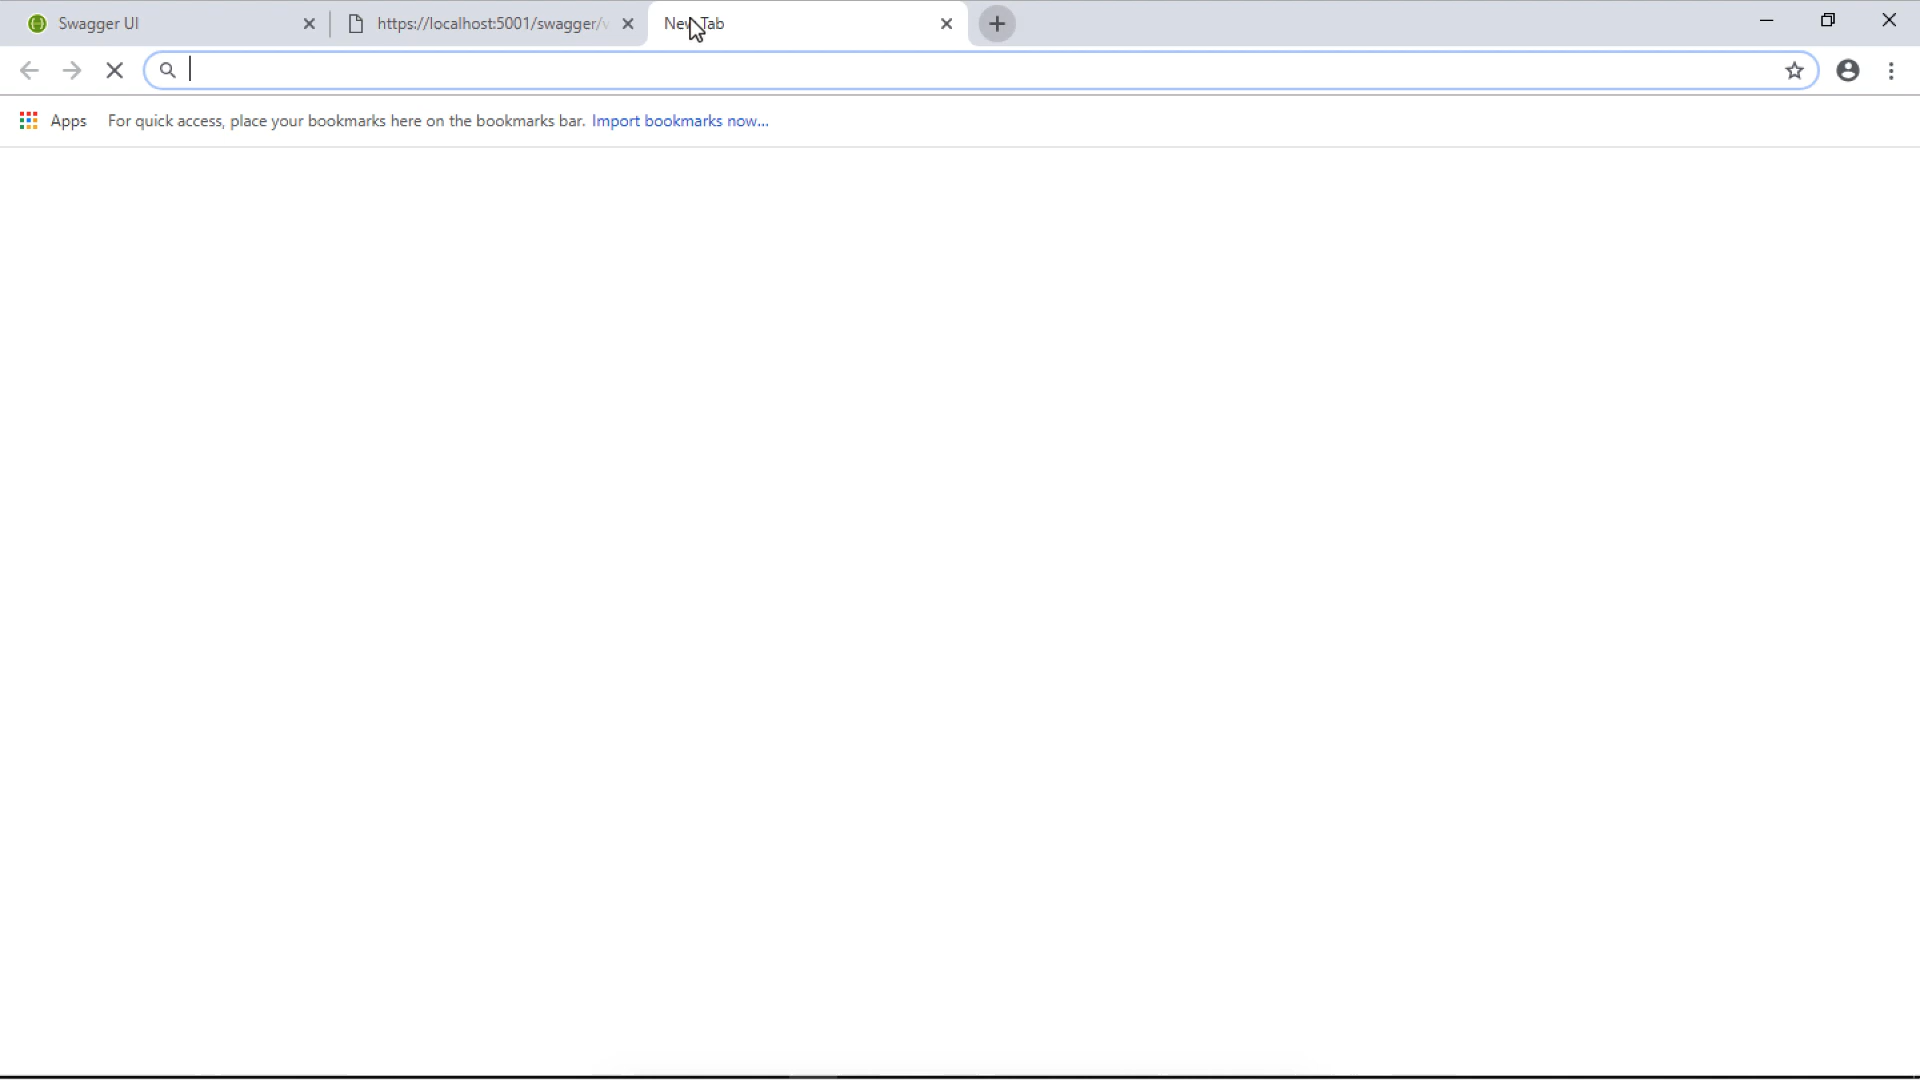 Swagger UI
https://localhost:5001/swagger/
New Tab
Apps For quick access, place your bookmarks here on the bookmarks bar. Import bookmarks now...